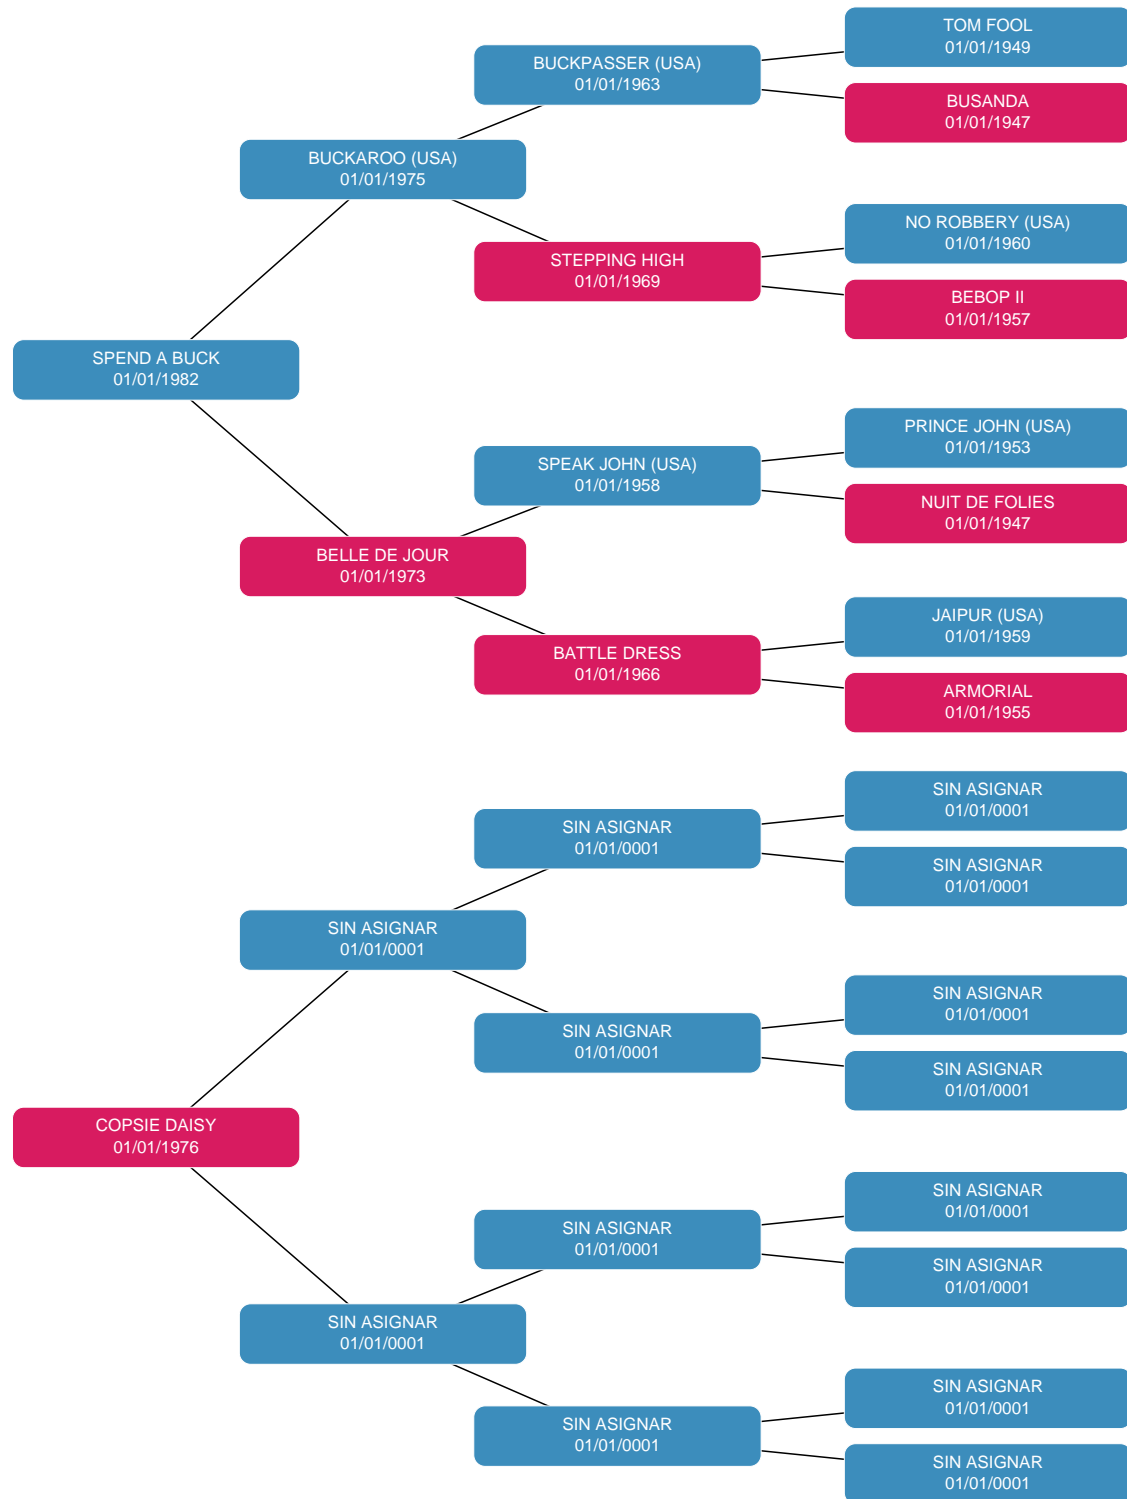 TOM FOOL
01/01/1949
BUCKPASSER (USA)
01/01/1963
BUSANDA
01/01/1947
BUCKAROO (USA)
01/01/1975
NO ROBBERY (USA)
01/01/1960
STEPPING HIGH
01/01/1969
BEBOP II
01/01/1957
SPEND A BUCK
01/01/1982
PRINCE JOHN (USA)
01/01/1953
SPEAK JOHN (USA)
01/01/1958
NUIT DE FOLIES
01/01/1947
BELLE DE JOUR
01/01/1973
JAIPUR (USA)
01/01/1959
BATTLE DRESS
01/01/1966
ARMORIAL
01/01/1955
SIN ASIGNAR
01/01/0001
SIN ASIGNAR
01/01/0001
SIN ASIGNAR
01/01/0001
SIN ASIGNAR
01/01/0001
SIN ASIGNAR
01/01/0001
SIN ASIGNAR
01/01/0001
SIN ASIGNAR
01/01/0001
COPSIE DAISY
01/01/1976
SIN ASIGNAR
01/01/0001
SIN ASIGNAR
01/01/0001
SIN ASIGNAR
01/01/0001
SIN ASIGNAR
01/01/0001
SIN ASIGNAR
01/01/0001
SIN ASIGNAR
01/01/0001
SIN ASIGNAR
01/01/0001